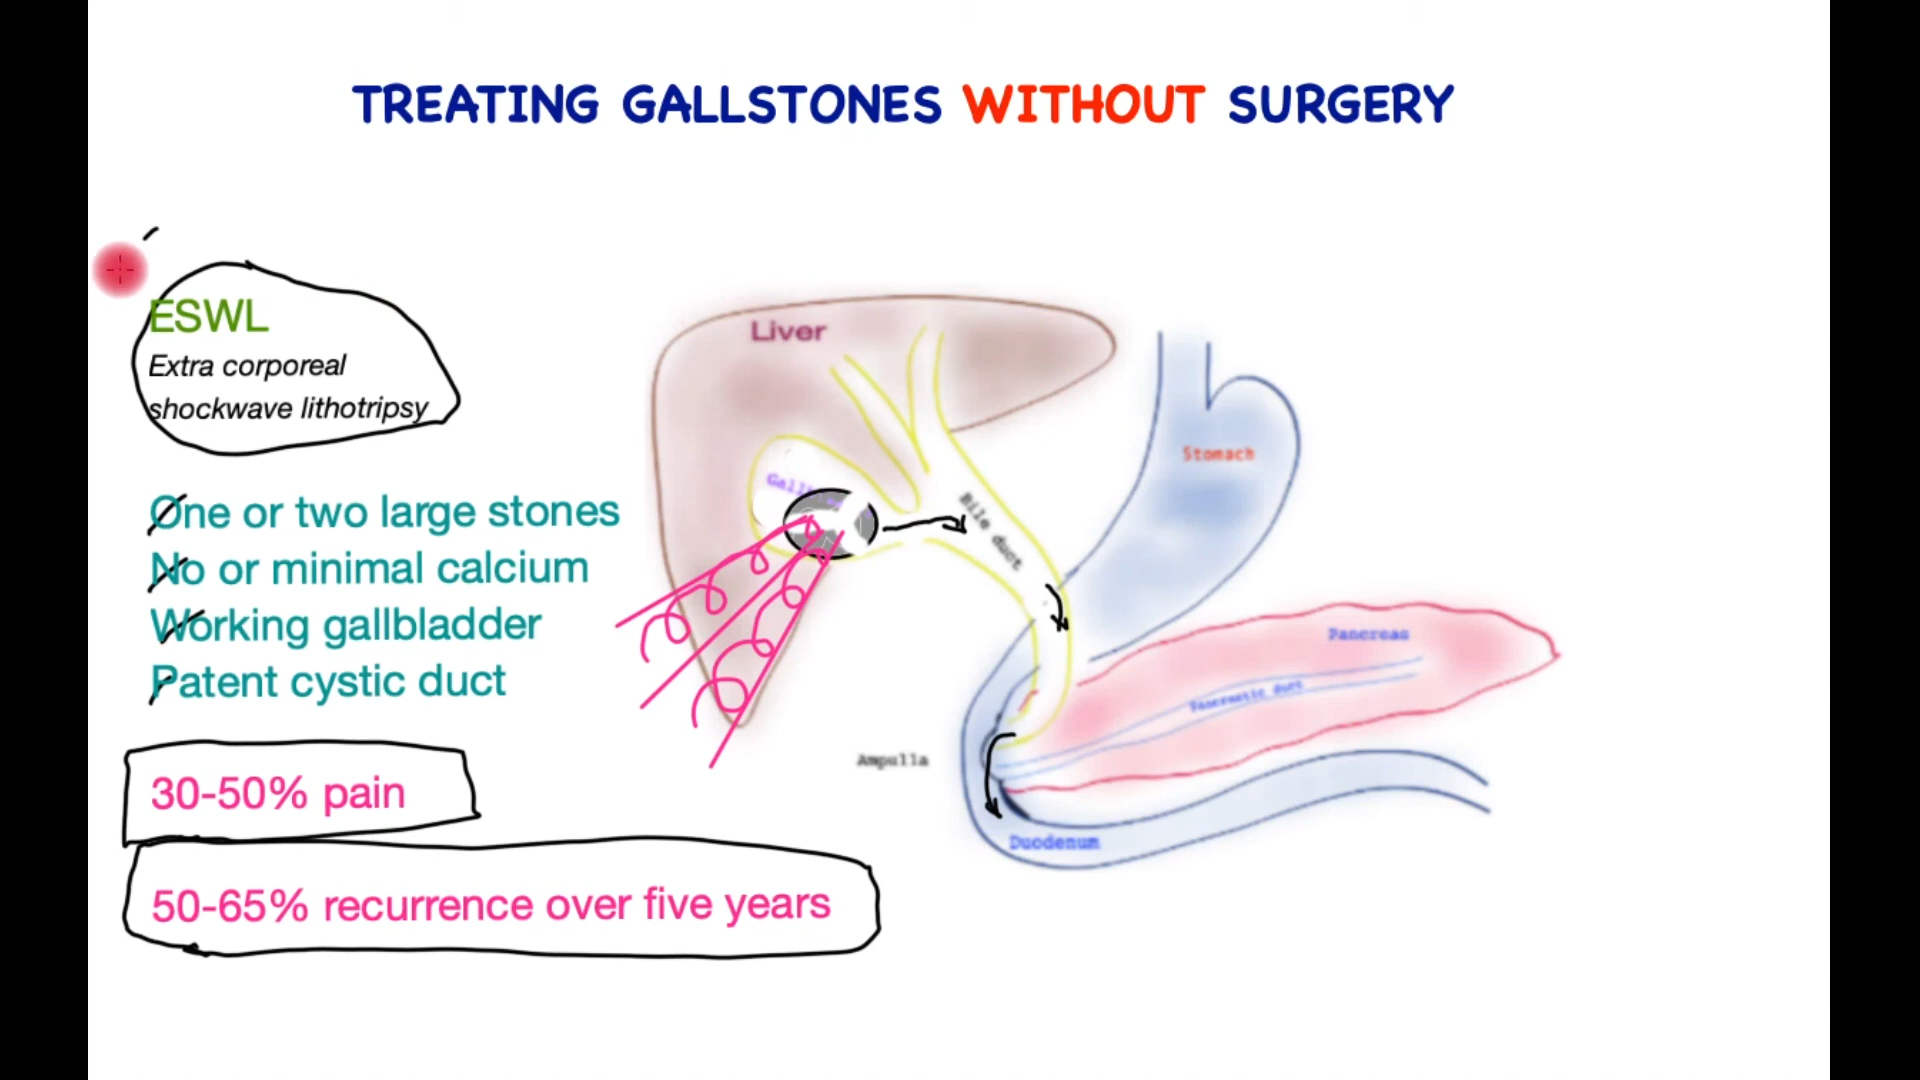 TREATING GALLSTONES WITHOUT SURGERY
ESWL
Extra corporeal
shockwave lithotripsy
One or two large stones
No or minimal calcium
Working gallbladder
Patent cystic duct
30-50% pain
50-65% recurrence over five years
Liver
Stomach
Bile duct
Pancreas
Pancreatic duct
Ampulla
Duodenum